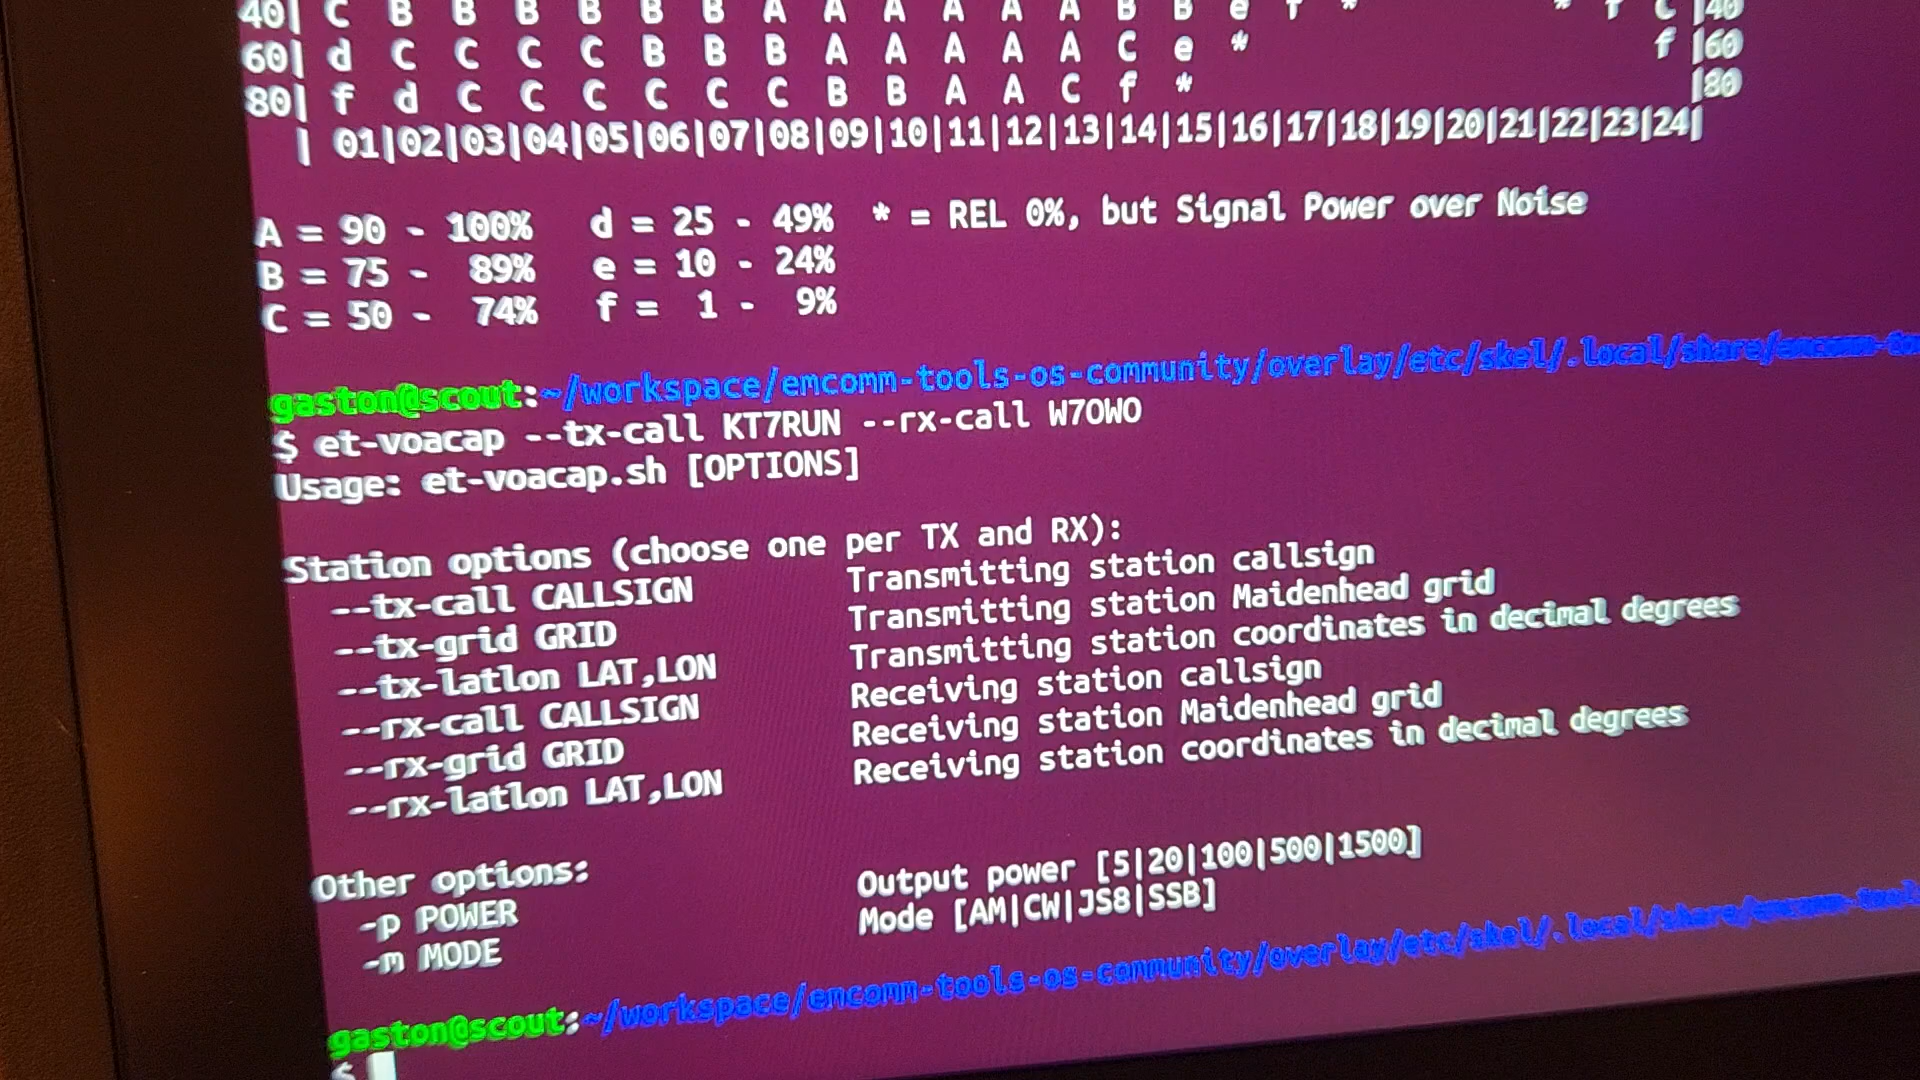 40| C B B B B B B A A A A A A B B e f * * f C |40
60| d C C C C B B B A A A A A C e * f |60
80| f d C C C C C C B B A A C f * |80
| 01|02|03|04|05|06|07|08|09|10|11|12|13|14|15|16|17|18|19|20|21|22|23|24|
A = 90 - 100% d = 25 - 49% * = REL 0%, but Signal Power over Noise
B = 75 - 89% e = 10 - 24%
C = 50 - 74% f = 1 - 9%
gaston@scout:~/workspace/emcomm-tools-os-community/overlay/etc/skel/.local/share/emcomm-to
$ et-voacap --tx-call KT7RUN --rx-call W7OWO
Usage: et-voacap.sh [OPTIONS]
Station options (choose one per TX and RX):
--tx-call CALLSIGN Transmitting station callsign
--tx-grid GRID Transmitting station Maidenhead grid
--tx-latlon LAT,LON Transmitting station coordinates in decimal degrees
--rx-call CALLSIGN Receiving station callsign
--rx-grid GRID Receiving station Maidenhead grid
--rx-latlon LAT,LON Receiving station coordinates in decimal degrees
Other options:
-p POWER Output power [5|20|100|500|1500]
-m MODE Mode [AM|CW|JS8|SSB]
gaston@scout:~/workspace/emcomm-tools-os-community/overlay/etc/skel/.local/share/emcomm-tool
$